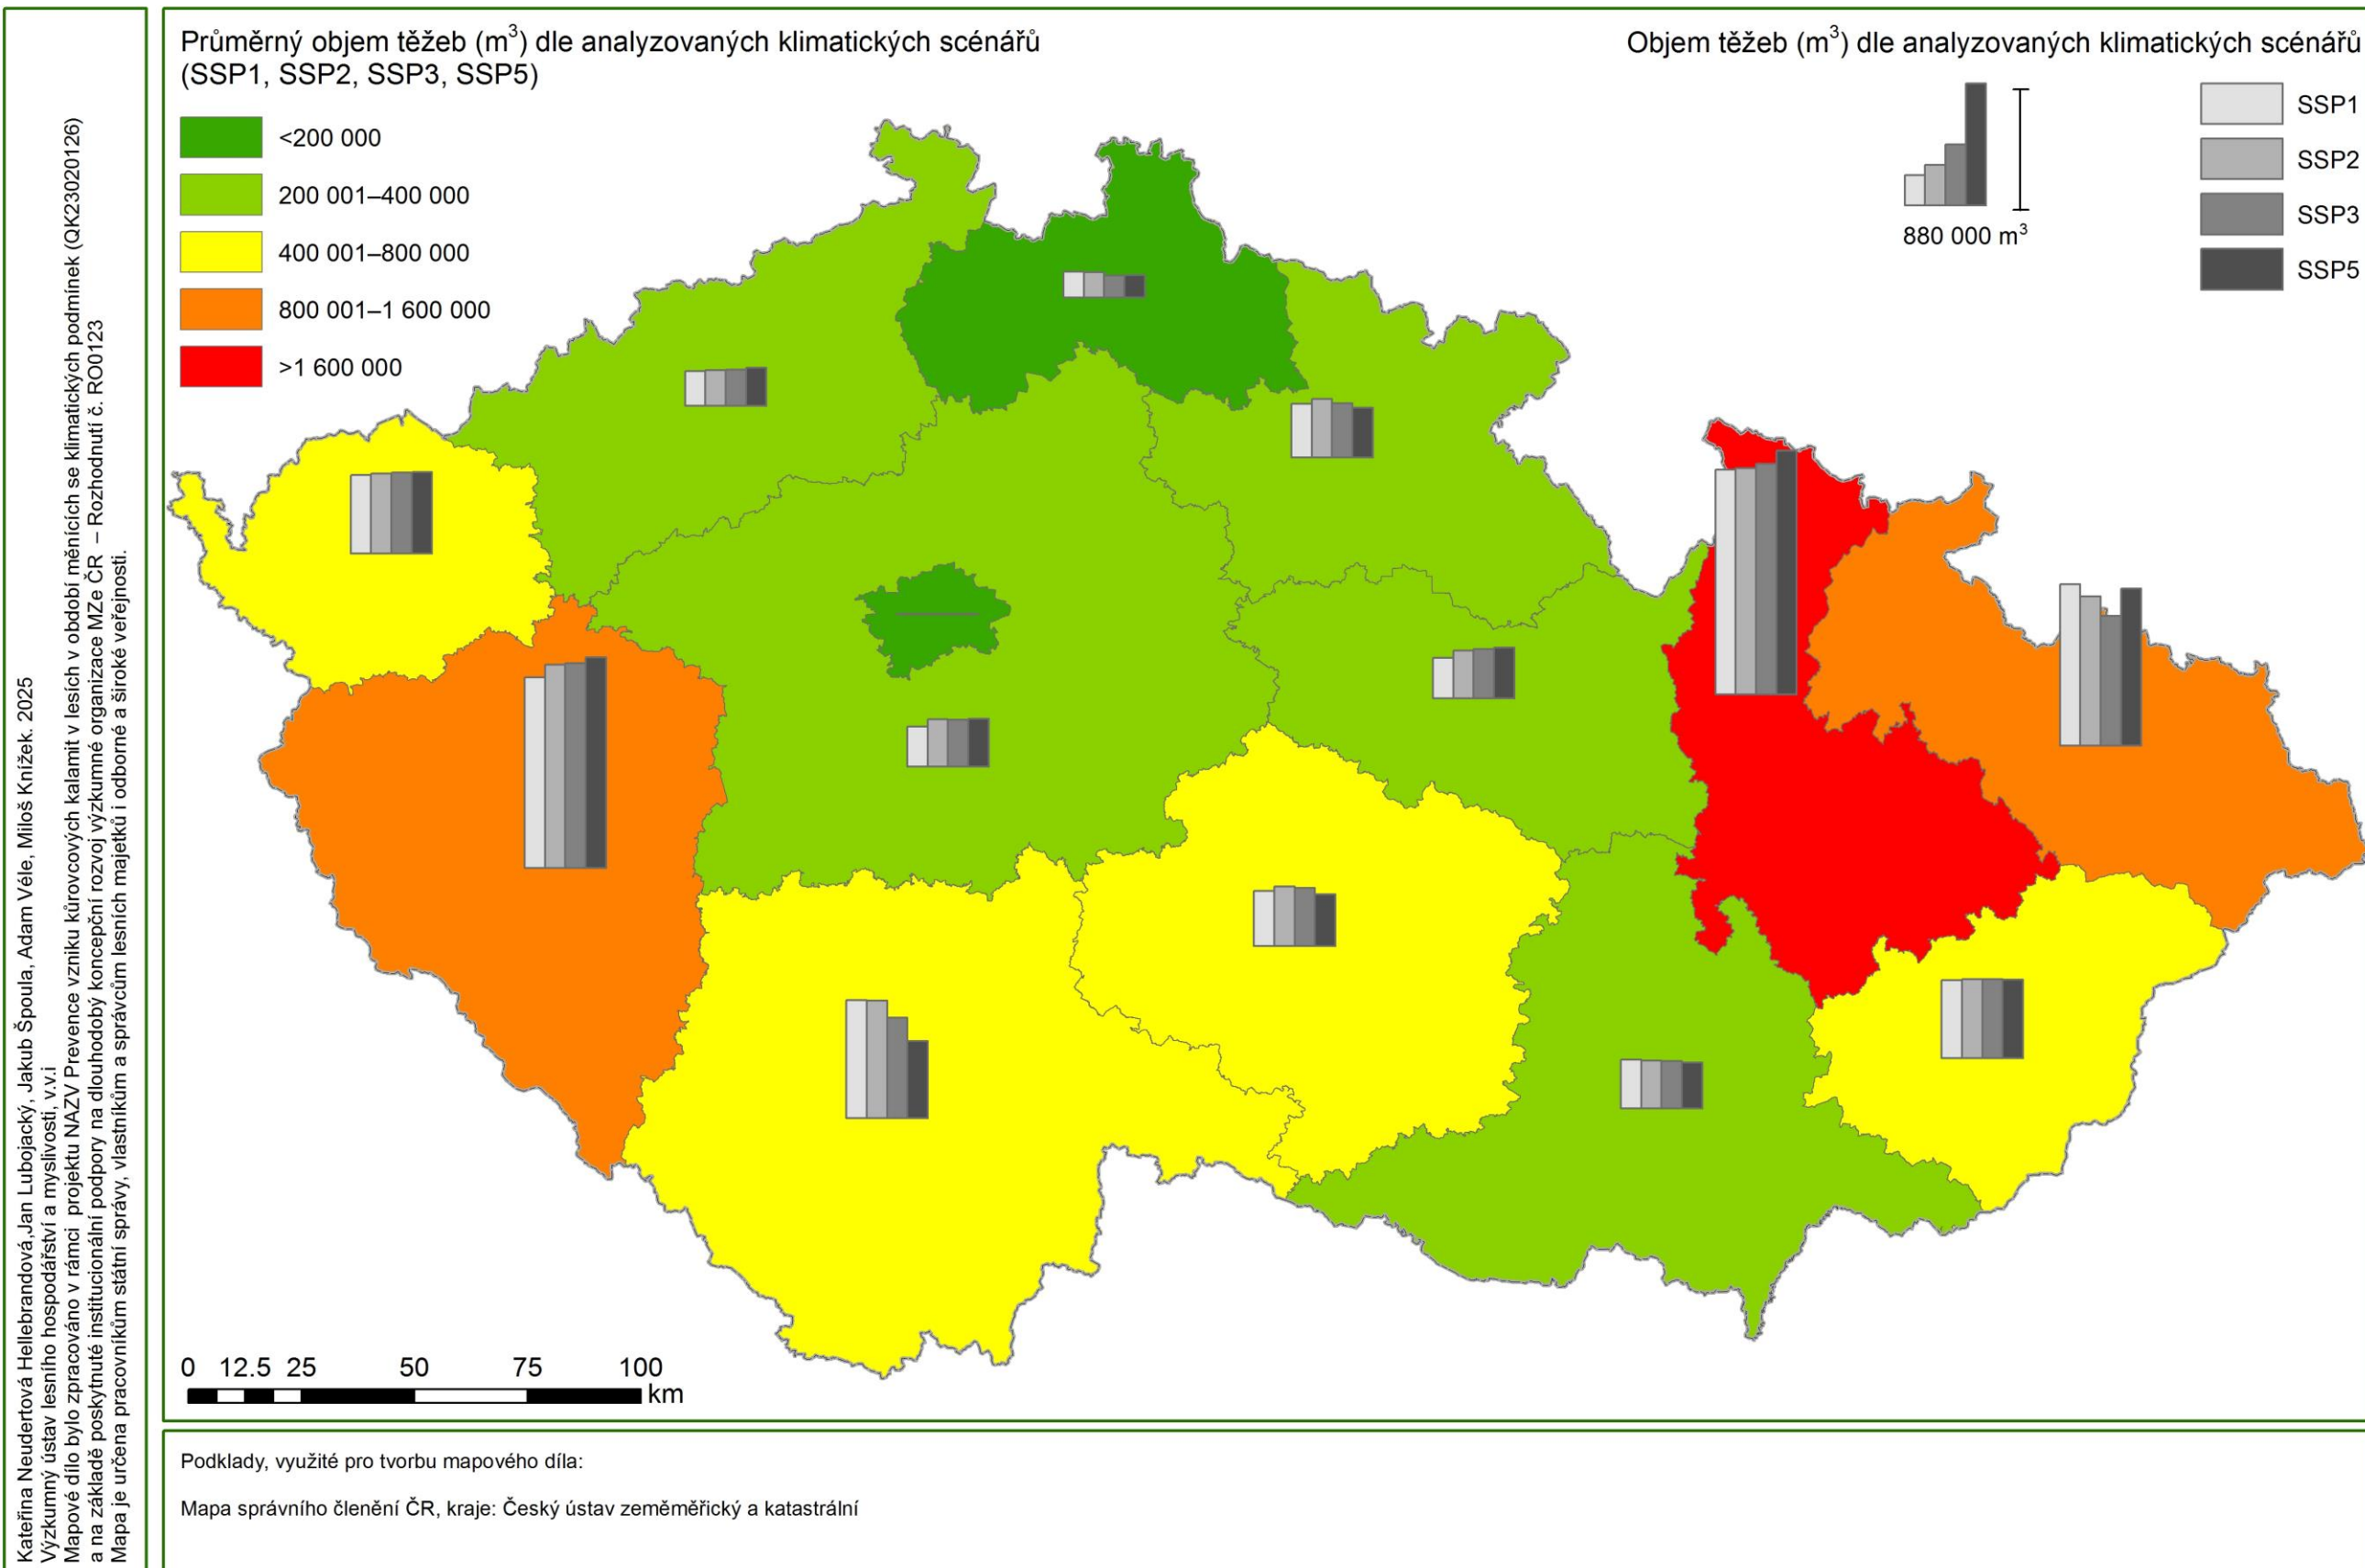 Kateřina Neudertová Hellebrandová,Jan Lubojacký, Jakub Špoula, Adam Véle, Miloš Knížek. 2025
Výzkumný ústav lesního hospodářství a myslivosti, v.v.i
Mapové dílo bylo zpracováno v rámci projektu NAZV Prevence vzniku kůrovcových kalamit v lesích v období měnících se klimatických podmínek (QK23020126)
a na základě poskytnuté institucionální podpory na dlouhodobý koncepční rozvoj výzkumné organizace MZe ČR – Rozhodnutí č. RO0123
Mapa je určena pracovníkům státní správy, vlastníkům a správcům lesních majetků i odborné a široké veřejnosti.
Průměrný objem těžeb (m³) dle analyzovaných klimatických scénářů
(SSP1, SSP2, SSP3, SSP5)
<200 000
200 001–400 000
400 001–800 000
800 001–1 600 000
>1 600 000
Objem těžeb (m³) dle analyzovaných klimatických scénářů
880 000 m³
SSP1
SSP2
SSP3
SSP5
0 12.5 25 50 75 100
km
Podklady, využité pro tvorbu mapového díla:
Mapa správního členění ČR, kraje: Český ústav zeměměřický a katastrální